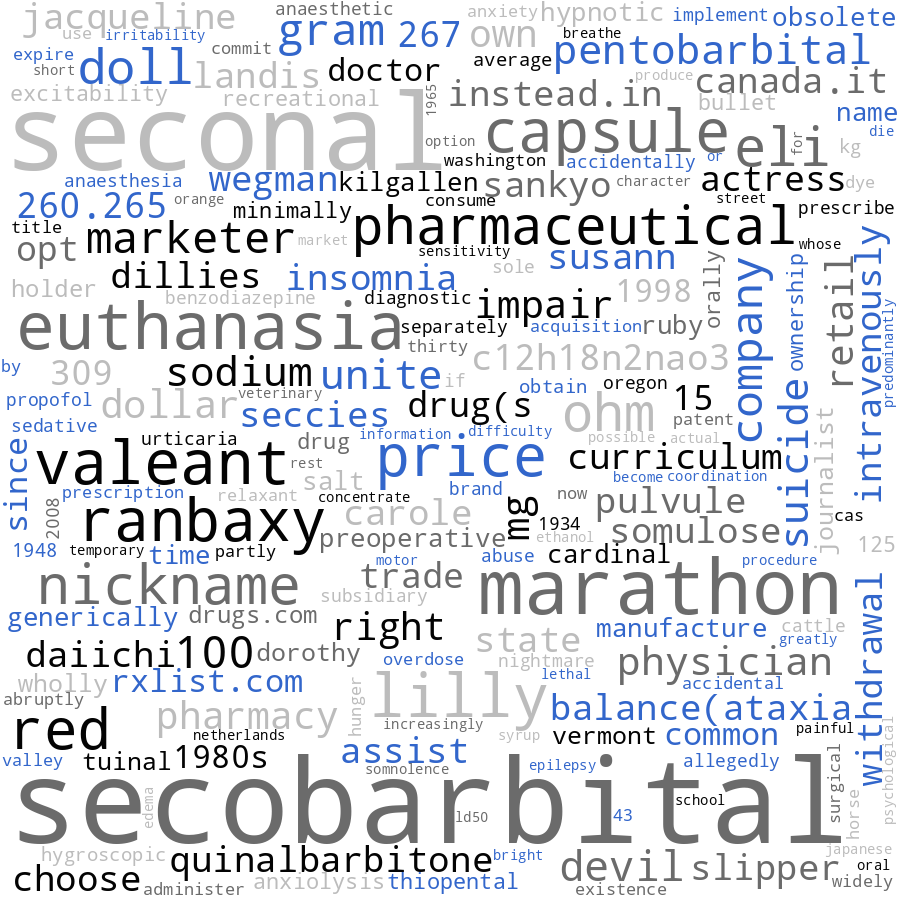 jacqueline
anaesthetic
anxiety
hypnotic
implement
obsolete
use
irritability
gram
267
own
breathe
expire
commit
average
pentobarbital
short
doll
landis
doctor
produce
canada.it
excitability
recreational
1965
instead.in
bullet
name
seconal
option
capsule
eli
for
die
kg
washington
accidentally
or
anaesthesia
wegman
kilgallen
sankyo
character
actress
dye
260.265
orange
minimally
consume
street
prescribe
title
opt
marketer
market
pharmaceutical
whose
sensitivity
dillies
insomnia
sole
susann
orally
company
ownership
retail
intravenously
holder
benzodiazepine
diagnostic
impair
1998
predominantly
euthanasia
separately
acquisition
ruby
thirty
by
309
sodium
unite
if
c12h18n2nao3
obtain
oregon
15
propofol
dollar
veterinary
seccies
drug(s
ohm
patent
suicide
journalist
sedative
since
urticaria
drug
information
difficulty
possible
actual
valeant
rest
price
curriculum
salt
become
coordination
prescription
relaxant
concentrate
brand
now
2008
ranbaxy
carole
mg
1934
pulvule
cas
preoperative
ethanol
somulose
125
1948
temporary
time
partly
motor
abuse
cardinal
procedure
nickname
trade
marathon
withdrawal
subsidiary
generically
drugs.com
right
state
manufacture
cattle
greatly
daiichi
100
dorothy
overdose
nightmare
physician
wholly
rxlist.com
lethal
accidental
abruptly
hunger
lilly
balance(ataxia
red
pharmacy
increasingly
netherlands
syrup
vermont
common
painful
psychological
valley
tuinal
1980s
assist
somnolence
epilepsy
allegedly
surgical
secobarbital
edema
ld50
43
school
horse
hygroscopic
quinalbarbitone
bright
devil
slipper
japanese
oral
choose
administer
anxiolysis
thiopental
existence
widely